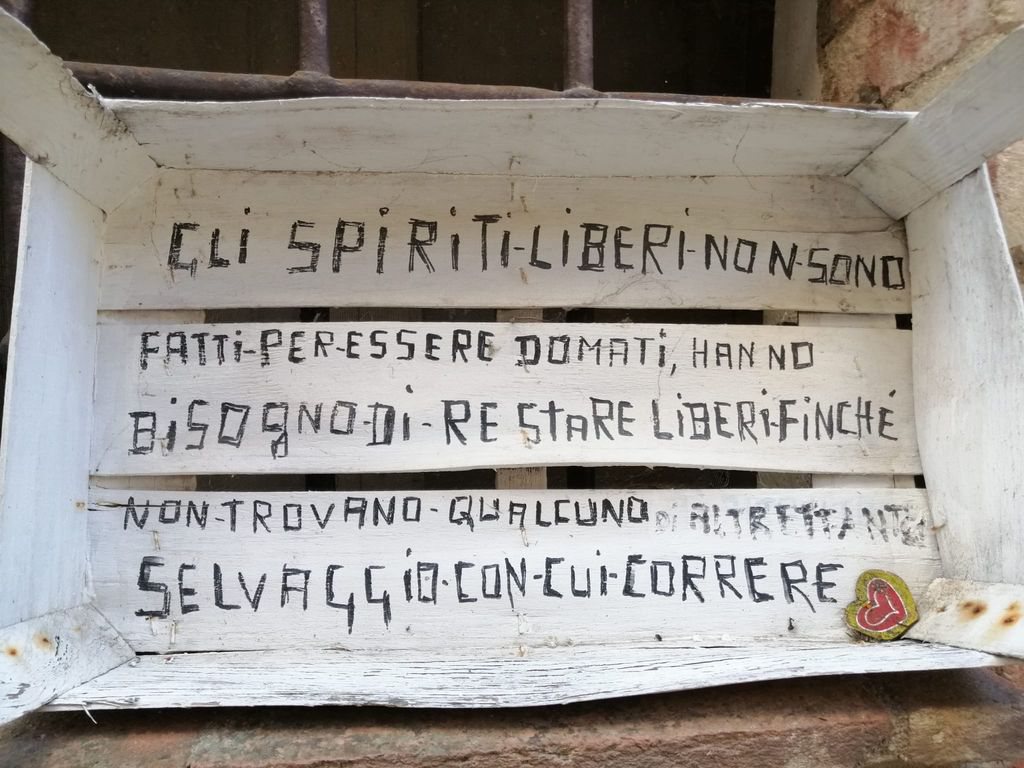 GLI SPIRITI-LIBERI-NON-SONO
FATTI-PER-ESSERE DOMATI, HANNO
BISOGNO-DI-RESTARE LIBERI-FINCHÉ
NON-TROVANO-QUALCUNO DI ALTRETTANTO
SELVAGGIO-CON-CUI-CORRERE